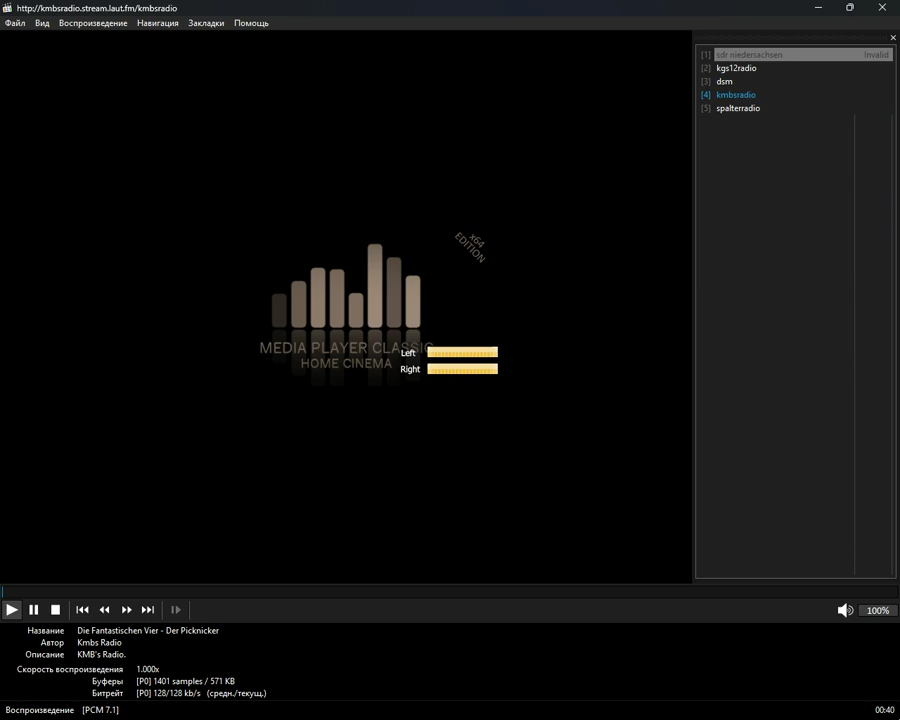 http://kmbsradio.stream.laut.fm/kmbsradio
Файл Вид Воспроизведение Навигация Закладки Помощь
[1] sdr niedersachsen Invalid
[2] kgs12radio
[3] dsm
[4] kmbsradio
[5] spalterradio
x64
EDITION
MEDIA PLAYER CLASSIC
HOME CINEMA
Left
Right
100%
Название Die Fantastischen Vier - Der Picknicker
Автор Kmbs Radio
Описание KMB's Radio.
Скорость воспроизведения 1.000x
Буферы [P0] 1401 samples / 571 KB
Битрейт [P0] 128/128 kb/s (средн./текущ.)
Воспроизведение [PCM 7.1] 00:40